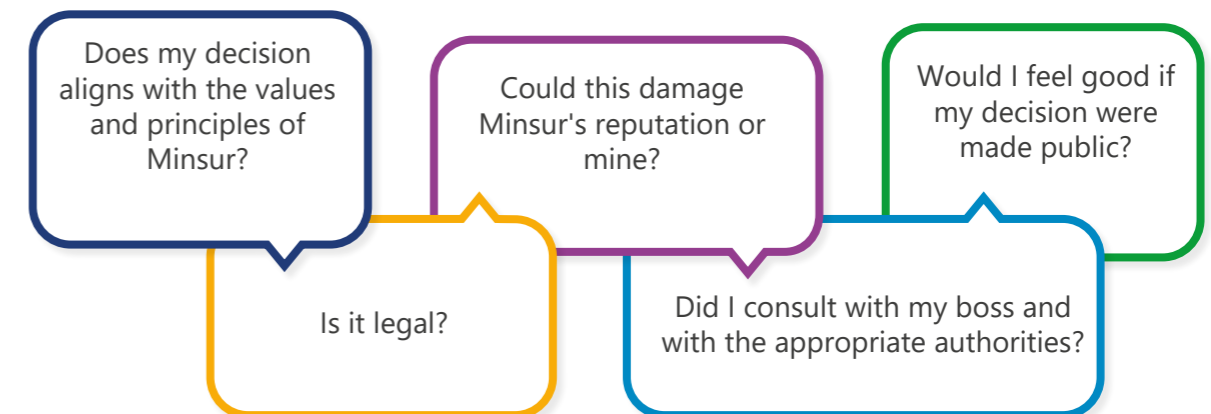 Does my decision
aligns with the values
and principles of
Minsur?
Is it legal?
Could this damage
Minsur's reputation or
mine?
Did I consult with my boss and
with the appropriate authorities?
Would I feel good if
my decision were
made public?